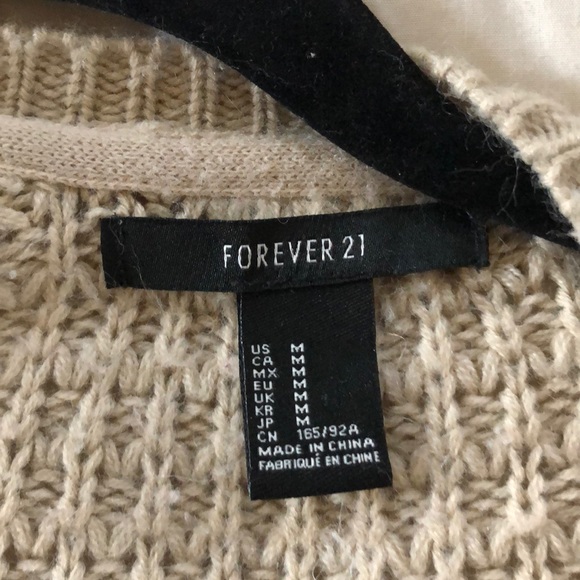 FOREVER 21
US M
CA M
MX M
EU M
UK M
KR M
JP M
CN 165/92A
MADE IN CHINA
FABRIQUÉ EN CHINE